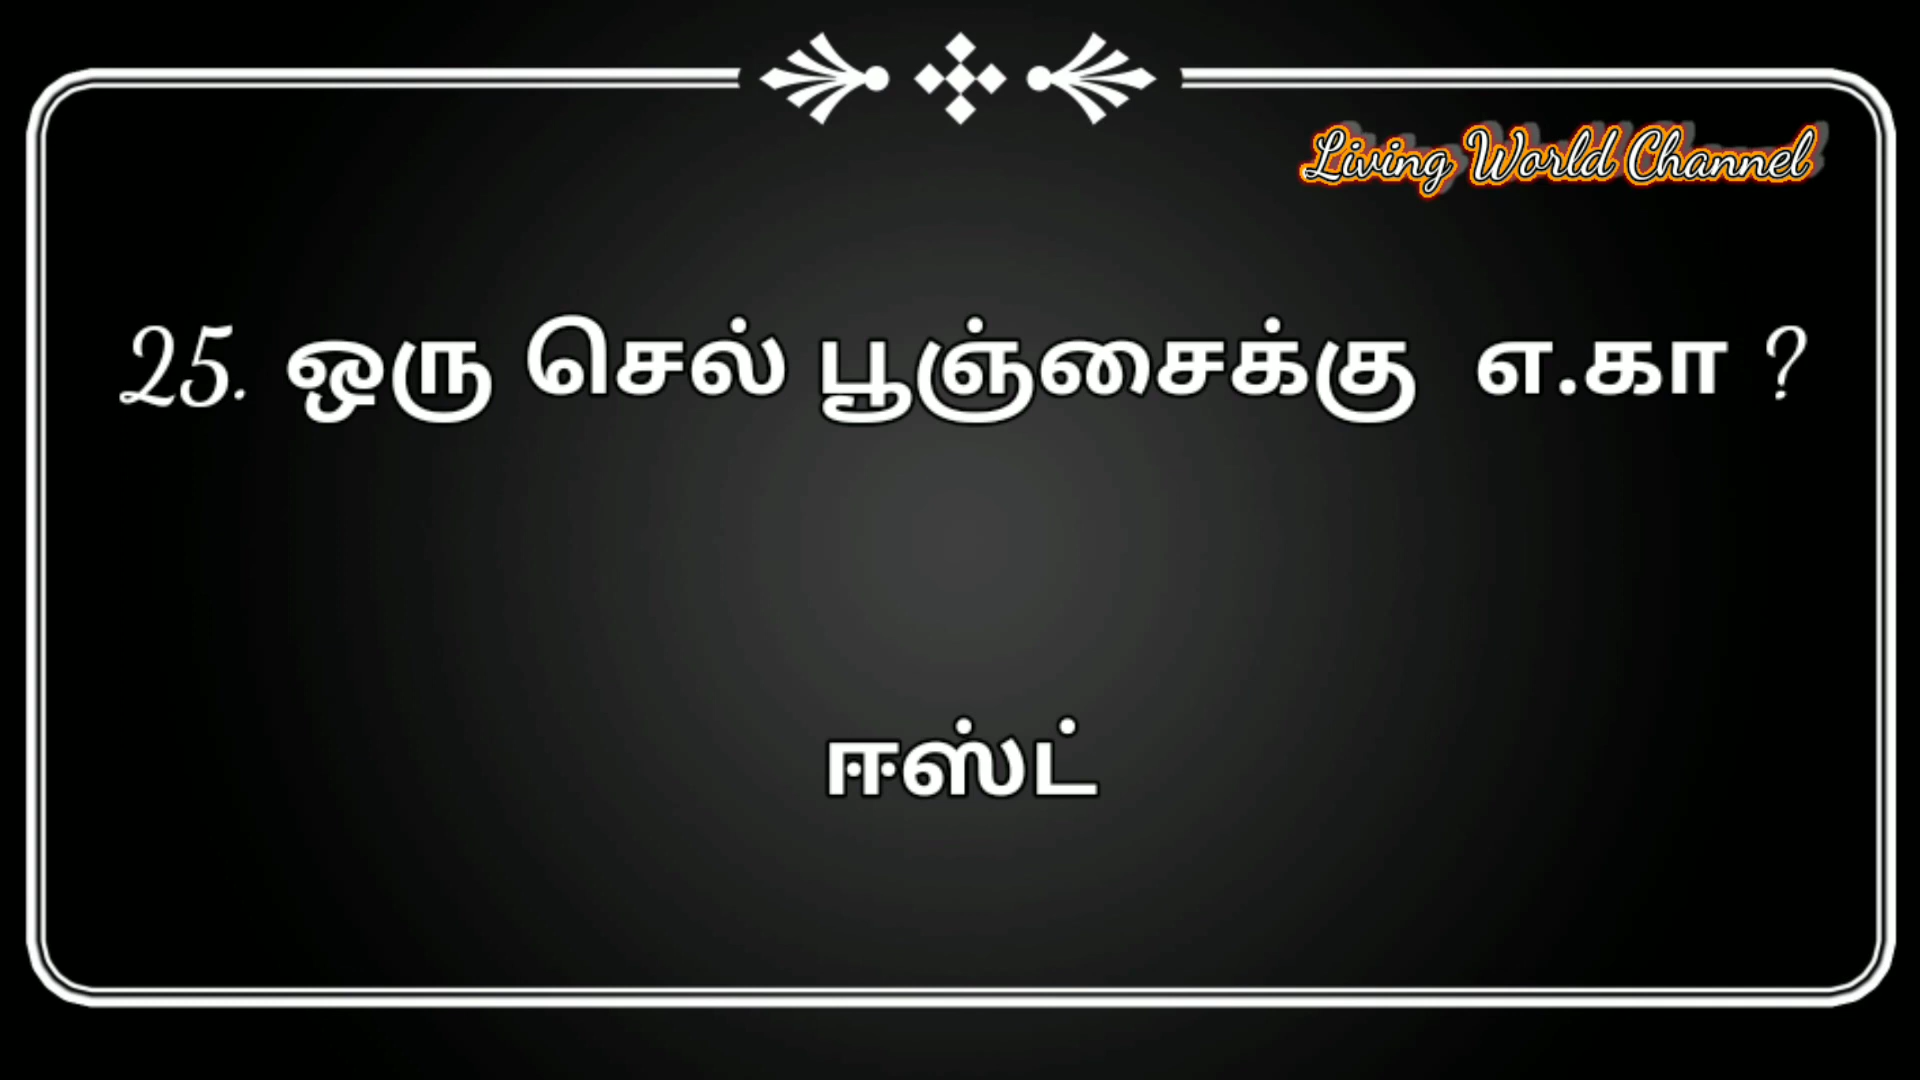 Living World Channel
25. ஒரு செல் பூஞ்சைக்கு எ.கா ?
ஈஸ்ட்